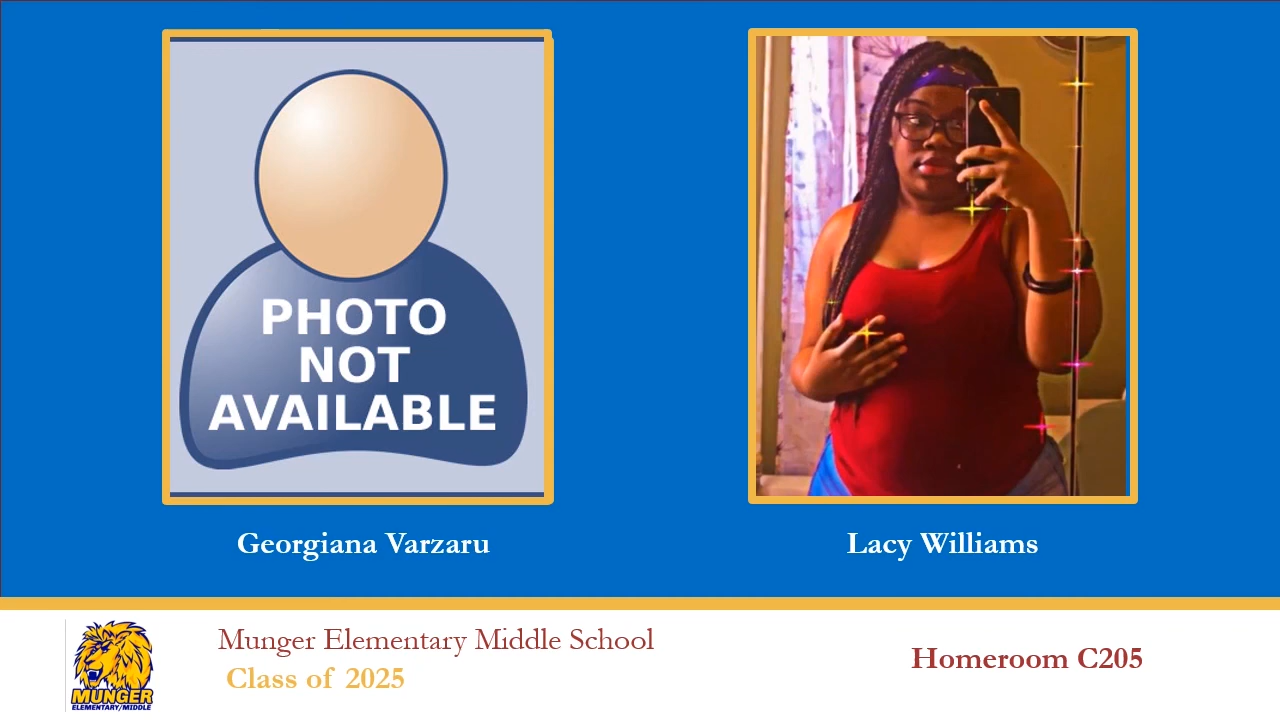 PHOTO
NOT
AVAILABLE
Georgiana Varzaru
Lacy Williams
MUNGER
ELEMENTARY/MIDDLE
Munger Elementary Middle School
Class of 2025
Homeroom C205